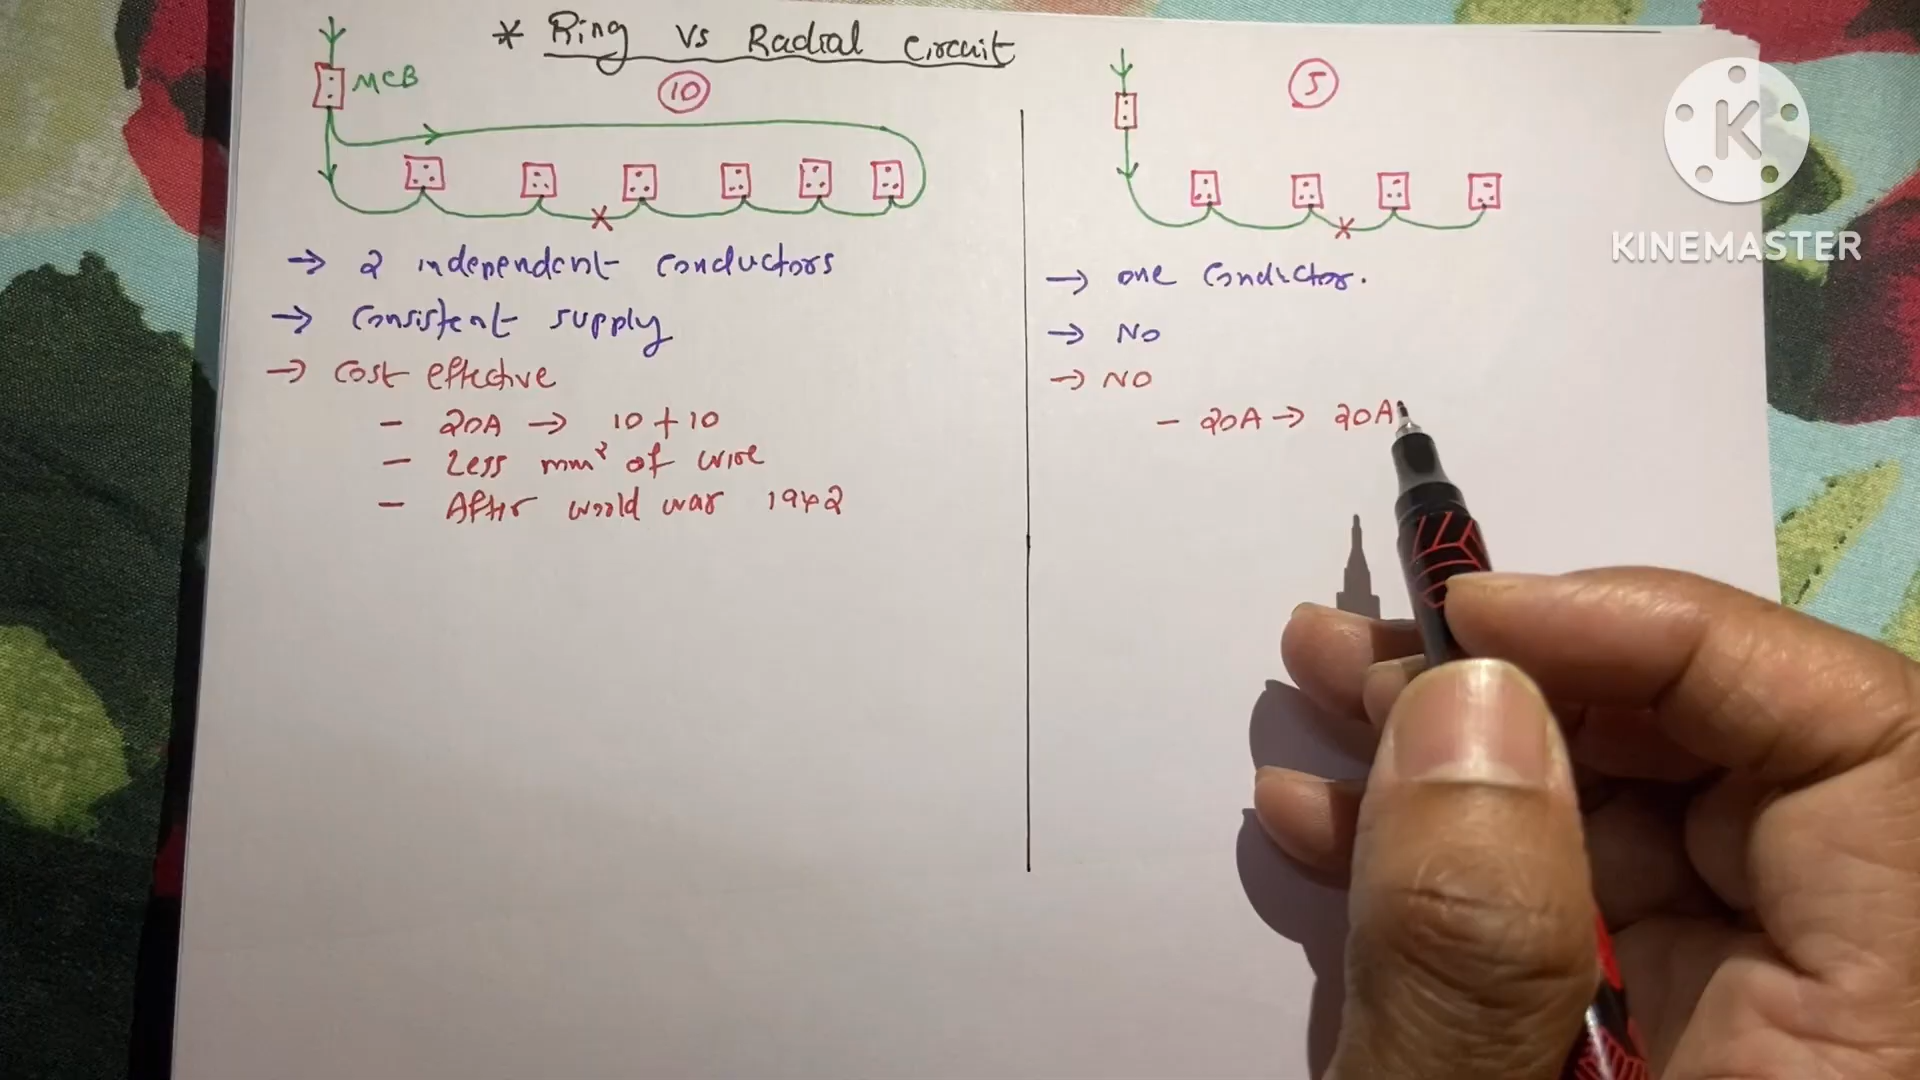 * Ring vs Radial Circuit
MCB
10
→ 2 independent conductors
→ Consistent supply
→ Cost effective
- 20A → 10 + 10
- Less mm² of wire
- After world war 1942
5
→ one Conductor.
→ No
→ NO
- 20A → 20A
K
KINEMASTER